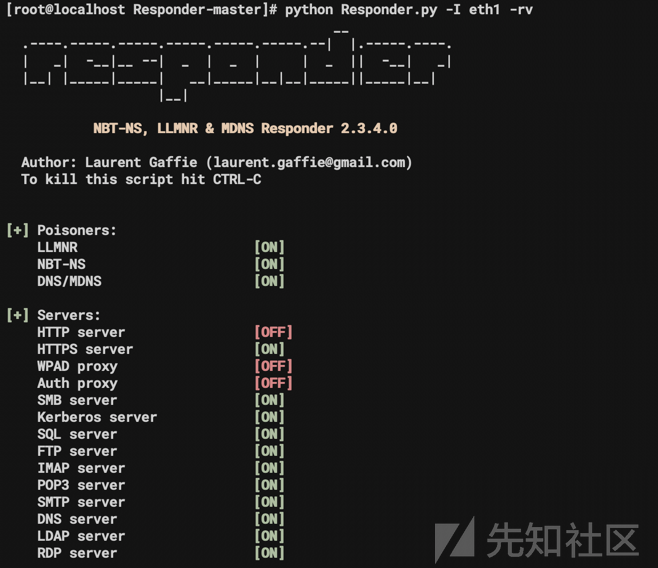 [root@localhost Responder-master]# python Responder.py -I eth1 -rv
responder
NBT-NS, LLMNR & MDNS Responder 2.3.4.0
Author: Laurent Gaffie (laurent.gaffie@gmail.com)
To kill this script hit CTRL-C
[+] Poisoners:
LLMNR [ON]
NBT-NS [ON]
DNS/MDNS [ON]
[+] Servers:
HTTP server [OFF]
HTTPS server [ON]
WPAD proxy [OFF]
Auth proxy [OFF]
SMB server [ON]
Kerberos server [ON]
SQL server [ON]
FTP server [ON]
IMAP server [ON]
POP3 server [ON]
SMTP server [ON]
DNS server [ON]
LDAP server [ON]
RDP server [ON]
先知社区